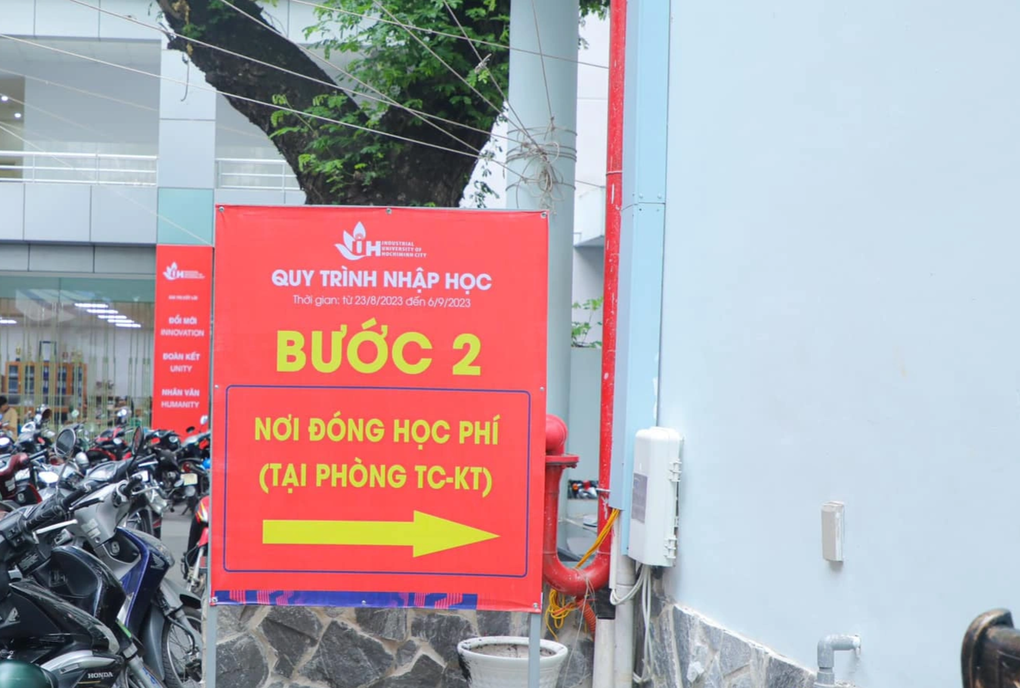 IUH INDUSTRIAL
UNIVERSITY OF
HOCHIMINH CITY
QUY TRÌNH NHẬP HỌC
Thời gian: từ 23/8/2023 đến 6/9/2023
BƯỚC 2
NƠI ĐÓNG HỌC PHÍ
(TẠI PHÒNG TC-KT)
IUH
ĐỔI MỚI
INNOVATION
ĐOÀN KẾT
UNITY
NHÂN VĂN
HUMANITY
HONDA